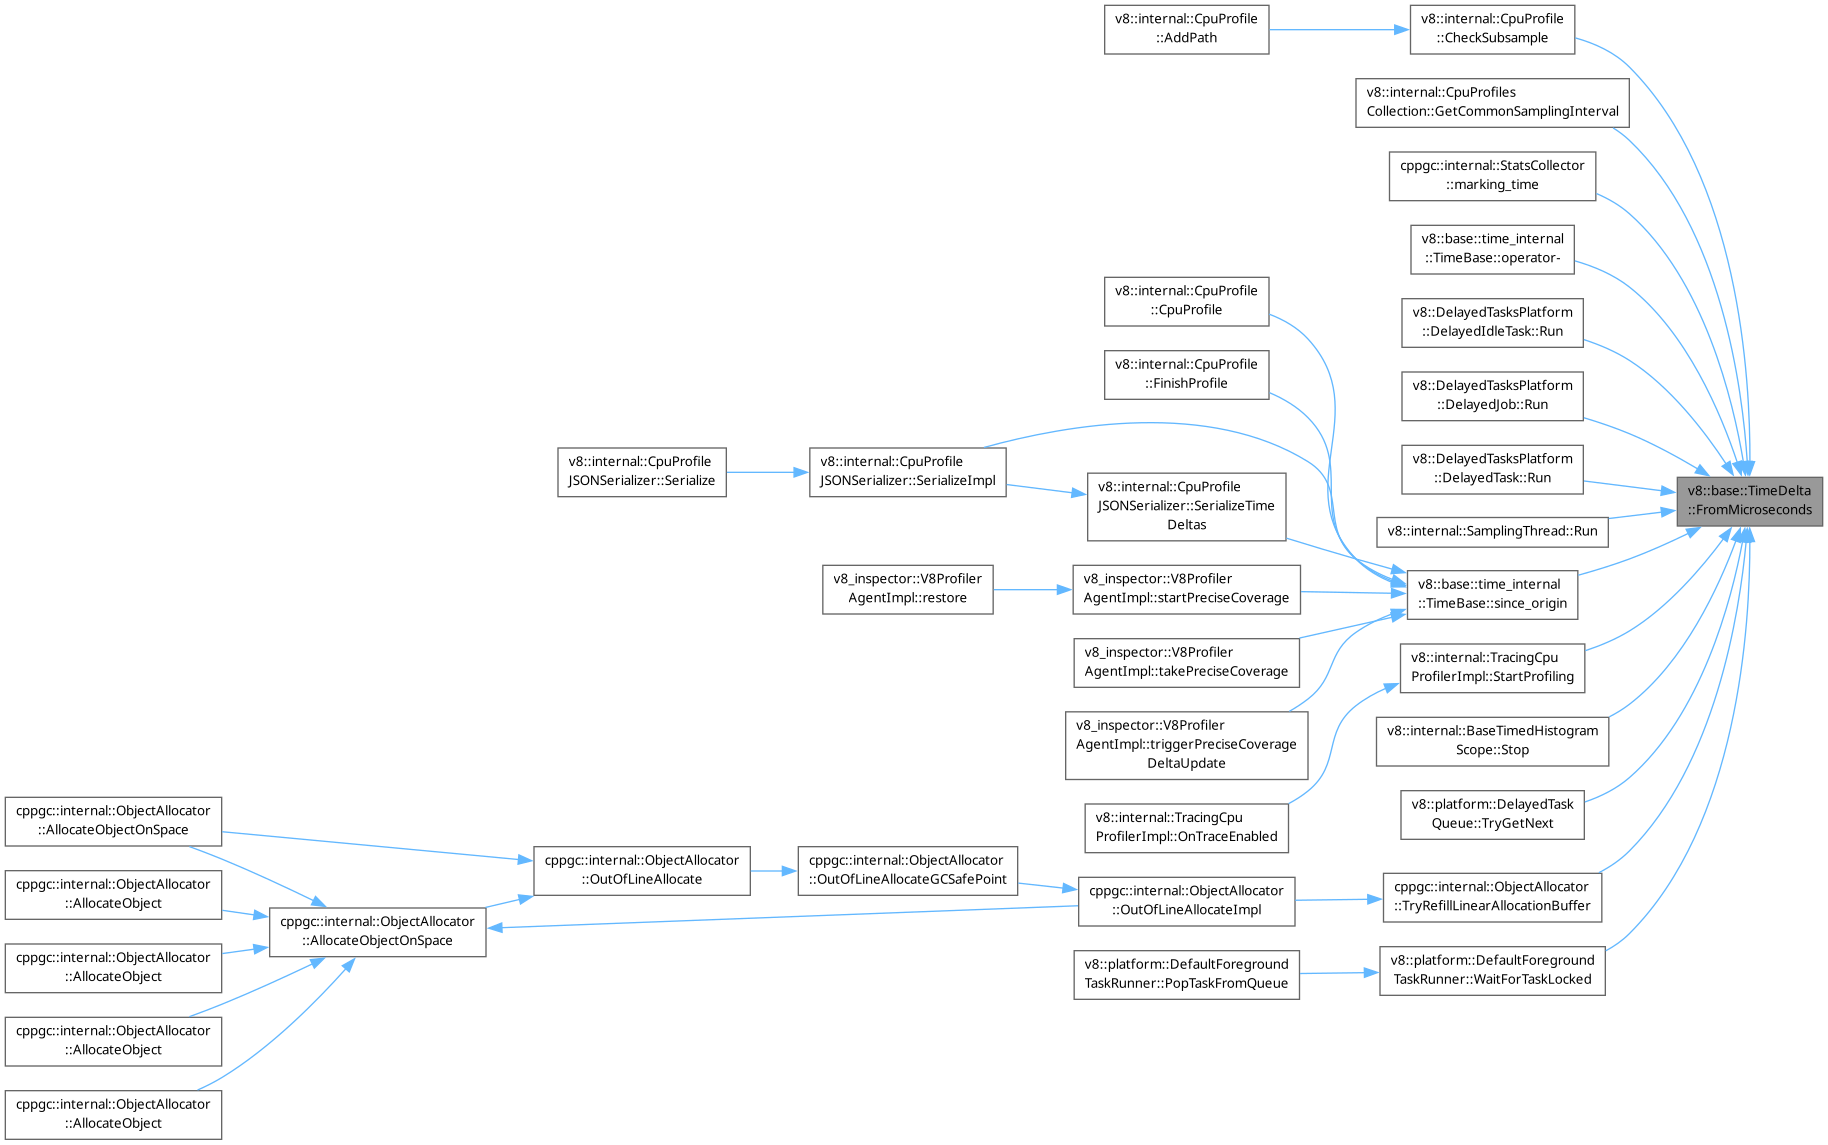 v8::internal::CpuProfile
::AddPath
v8::internal::CpuProfile
::CheckSubsample
v8::internal::CpuProfiles
Collection::GetCommonSamplingInterval
cppgc::internal::StatsCollector
::marking_time
v8::base::time_internal
::TimeBase::operator-
v8::internal::CpuProfile
::CpuProfile
v8::DelayedTasksPlatform
::DelayedIdleTask::Run
v8::internal::CpuProfile
::FinishProfile
v8::DelayedTasksPlatform
::DelayedJob::Run
v8::internal::CpuProfile
JSONSerializer::Serialize
v8::internal::CpuProfile
JSONSerializer::SerializeImpl
v8::internal::CpuProfile
JSONSerializer::SerializeTime
Deltas
v8::DelayedTasksPlatform
::DelayedTask::Run
v8::base::TimeDelta
::FromMicroseconds
v8::internal::SamplingThread::Run
v8_inspector::V8Profiler
AgentImpl::restore
v8_inspector::V8Profiler
AgentImpl::startPreciseCoverage
v8::base::time_internal
::TimeBase::since_origin
v8_inspector::V8Profiler
AgentImpl::takePreciseCoverage
v8::internal::TracingCpu
ProfilerImpl::StartProfiling
v8_inspector::V8Profiler
AgentImpl::triggerPreciseCoverage
DeltaUpdate
v8::internal::BaseTimedHistogram
Scope::Stop
v8::internal::TracingCpu
ProfilerImpl::OnTraceEnabled
v8::platform::DelayedTask
Queue::TryGetNext
cppgc::internal::ObjectAllocator
::AllocateObjectOnSpace
cppgc::internal::ObjectAllocator
::OutOfLineAllocate
cppgc::internal::ObjectAllocator
::OutOfLineAllocateGCSafePoint
cppgc::internal::ObjectAllocator
::OutOfLineAllocateImpl
cppgc::internal::ObjectAllocator
::TryRefillLinearAllocationBuffer
cppgc::internal::ObjectAllocator
::AllocateObject
cppgc::internal::ObjectAllocator
::AllocateObjectOnSpace
cppgc::internal::ObjectAllocator
::AllocateObject
v8::platform::DefaultForeground
TaskRunner::PopTaskFromQueue
v8::platform::DefaultForeground
TaskRunner::WaitForTaskLocked
cppgc::internal::ObjectAllocator
::AllocateObject
cppgc::internal::ObjectAllocator
::AllocateObject